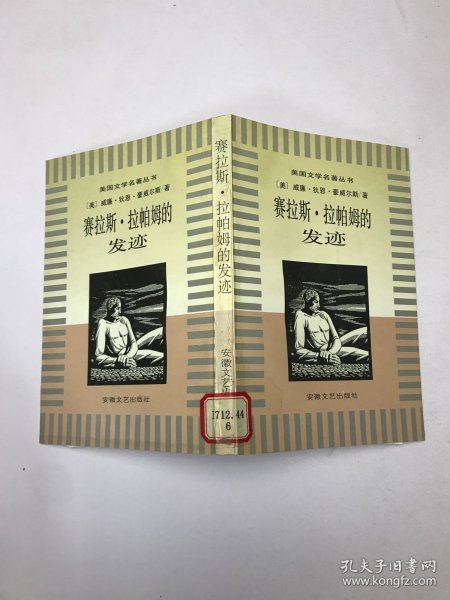 美国文学名著丛书
〔美〕威廉·狄恩·豪威尔斯/著
赛拉斯·拉帕姆的
发迹
安徽文艺出版社
赛拉斯·拉帕姆的发迹
安徽文艺
I712.44
6
美国文学名著丛书
〔美〕威廉·狄恩·豪威尔斯/著
赛拉斯·拉帕姆的
发迹
安徽文艺出版社
孔夫子旧书网
www.kongfz.com